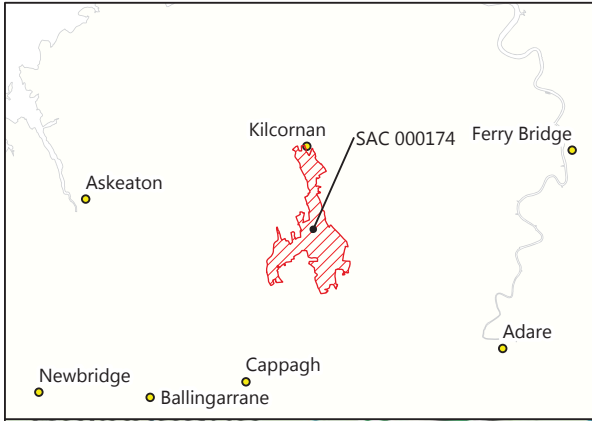 Kilcornan
SAC 000174
Ferry Bridge
Askeaton
Adare
Cappagh
Newbridge
Ballingarrane